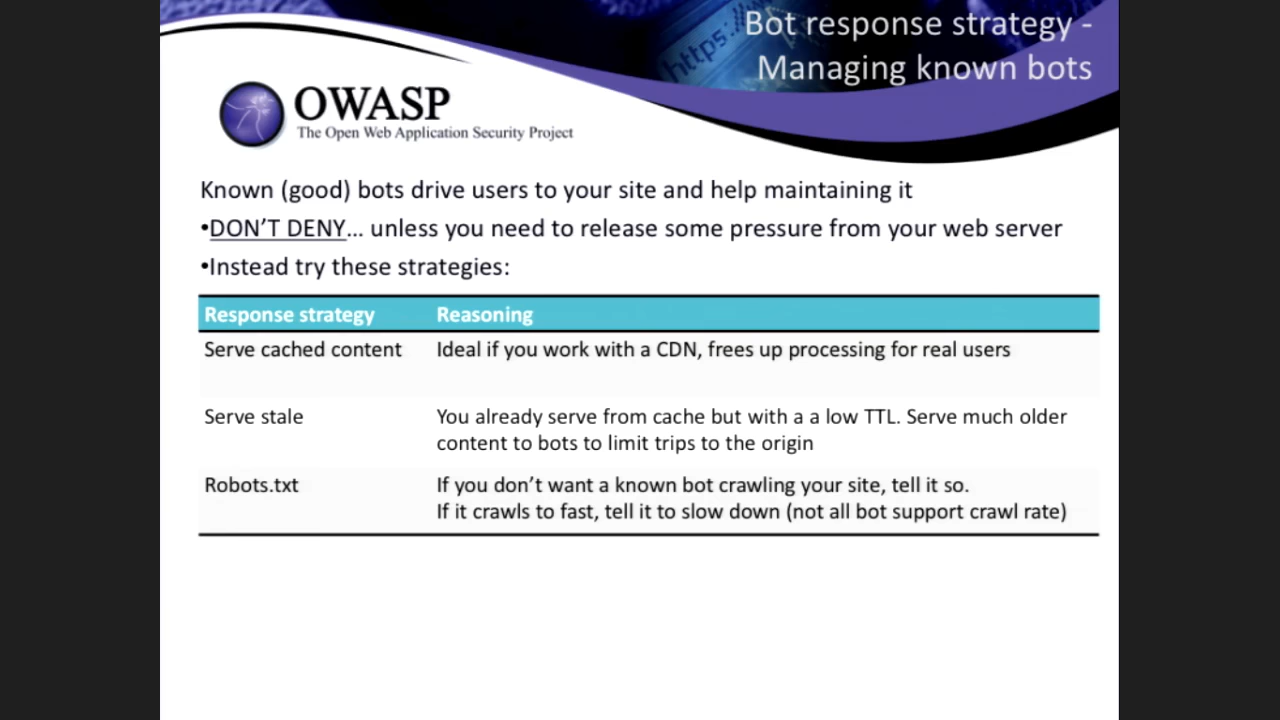 Bot response strategy -
Managing known bots
https:/
OWASP
The Open Web Application Security Project
Known (good) bots drive users to your site and help maintaining it
•DON'T DENY… unless you need to release some pressure from your web server
•Instead try these strategies:
Response strategy Reasoning
Serve cached content Ideal if you work with a CDN, frees up processing for real users
Serve stale You already serve from cache but with a a low TTL. Serve much older
content to bots to limit trips to the origin
Robots.txt If you don't want a known bot crawling your site, tell it so.
If it crawls to fast, tell it to slow down (not all bot support crawl rate)